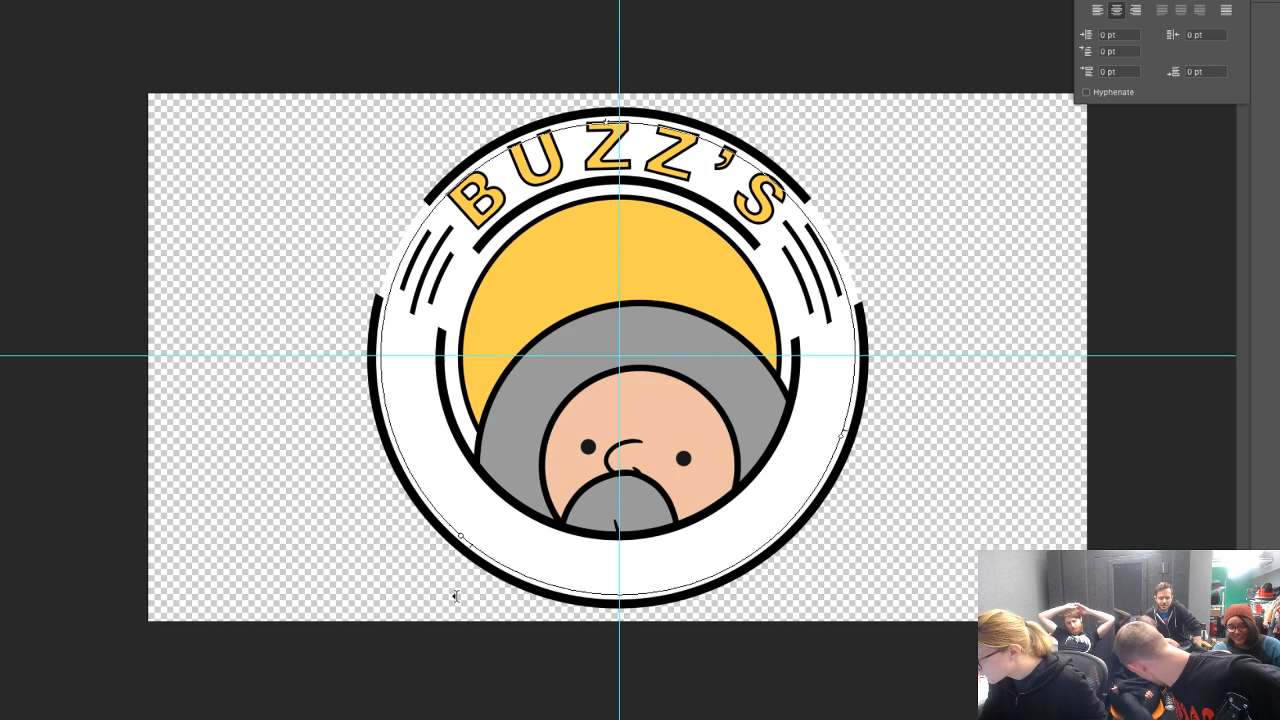 0 pt 0 pt
0 pt
0 pt 0 pt
Hyphenate
BUZZ’S